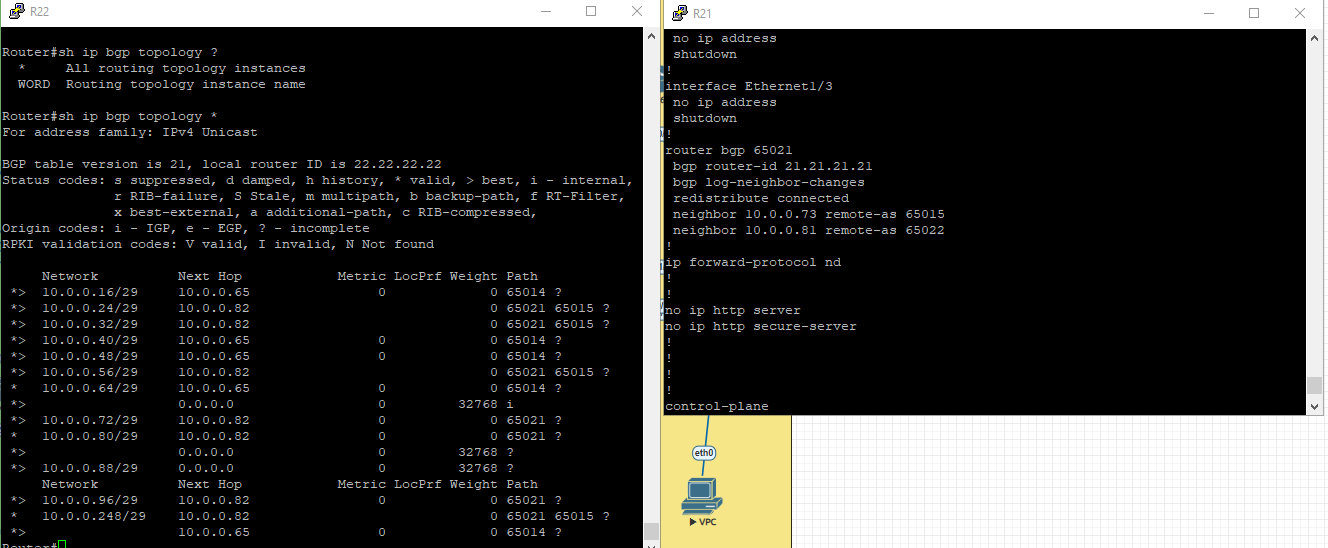 R22
Router#sh ip bgp topology ?
  *     All routing topology instances
  WORD  Routing topology instance name
Router#sh ip bgp topology *
For address family: IPv4 Unicast
BGP table version is 21, local router ID is 22.22.22.22
Status codes: s suppressed, d damped, h history, * valid, > best, i - internal,
              r RIB-failure, S Stale, m multipath, b backup-path, f RT-Filter,
              x best-external, a additional-path, c RIB-compressed,
Origin codes: i - IGP, e - EGP, ? - incomplete
RPKI validation codes: V valid, I invalid, N Not found
     Network          Next Hop            Metric LocPrf Weight Path
 *>  10.0.0.16/29     10.0.0.65                0             0 65014 ?
 *>  10.0.0.24/29     10.0.0.82                              0 65021 65015 ?
 *>  10.0.0.32/29     10.0.0.82                              0 65021 65015 ?
 *>  10.0.0.40/29     10.0.0.65                0             0 65014 ?
 *>  10.0.0.48/29     10.0.0.65                0             0 65014 ?
 *>  10.0.0.56/29     10.0.0.82                              0 65021 65015 ?
 *   10.0.0.64/29     10.0.0.65                0             0 65014 ?
 *>                   0.0.0.0                  0         32768 i
 *>  10.0.0.72/29     10.0.0.82                0             0 65021 ?
 *   10.0.0.80/29     10.0.0.82                0             0 65021 ?
 *>                   0.0.0.0                  0         32768 ?
 *>  10.0.0.88/29     0.0.0.0                  0         32768 ?
     Network          Next Hop            Metric LocPrf Weight Path
 *>  10.0.0.96/29     10.0.0.82                0             0 65021 ?
 *   10.0.0.248/29    10.0.0.82                              0 65021 65015 ?
 *>                   10.0.0.65                0             0 65014 ?
Router#
R21
 no ip address
 shutdown
!
interface Ethernet1/3
 no ip address
 shutdown
!
router bgp 65021
 bgp router-id 21.21.21.21
 bgp log-neighbor-changes
 redistribute connected
 neighbor 10.0.0.73 remote-as 65015
 neighbor 10.0.0.81 remote-as 65022
!
ip forward-protocol nd
!
!
no ip http server
no ip http secure-server
!
!
!
!
control-plane
eth0
VPC